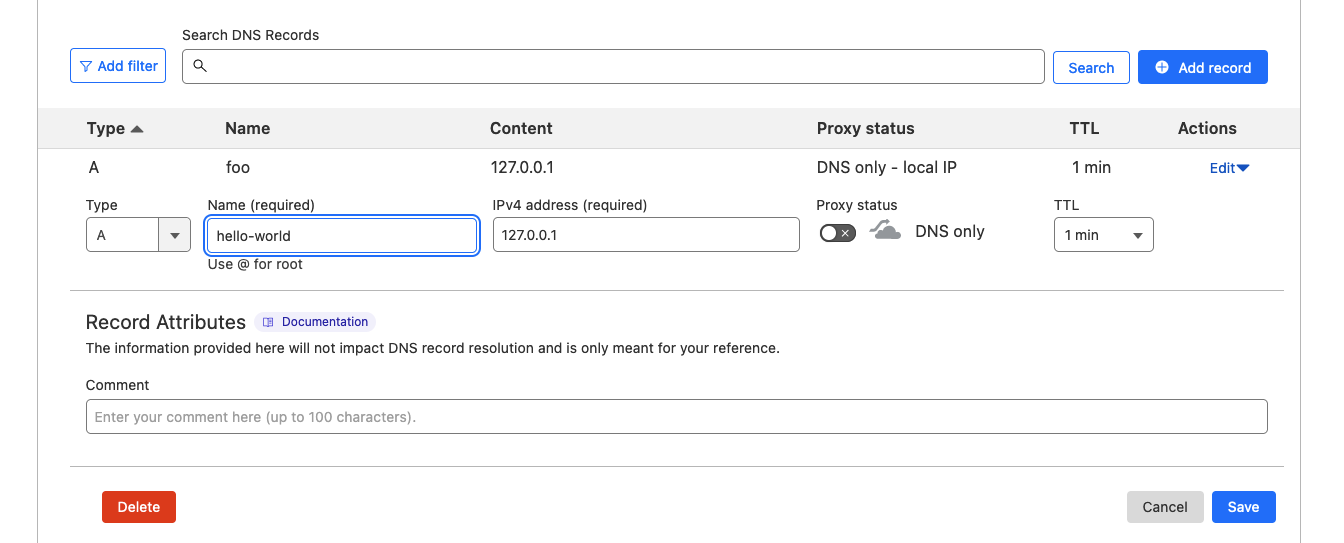 Search DNS Records
Add filter
Search
Add record
Type Name Content Proxy status TTL Actions
A foo 127.0.0.1 DNS only - local IP 1 min Edit
Type Name (required) IPv4 address (required) Proxy status TTL
A hello-world 127.0.0.1 DNS only 1 min
Use @ for root
Record Attributes Documentation
The information provided here will not impact DNS record resolution and is only meant for your reference.
Comment
Enter your comment here (up to 100 characters).
Delete Cancel Save